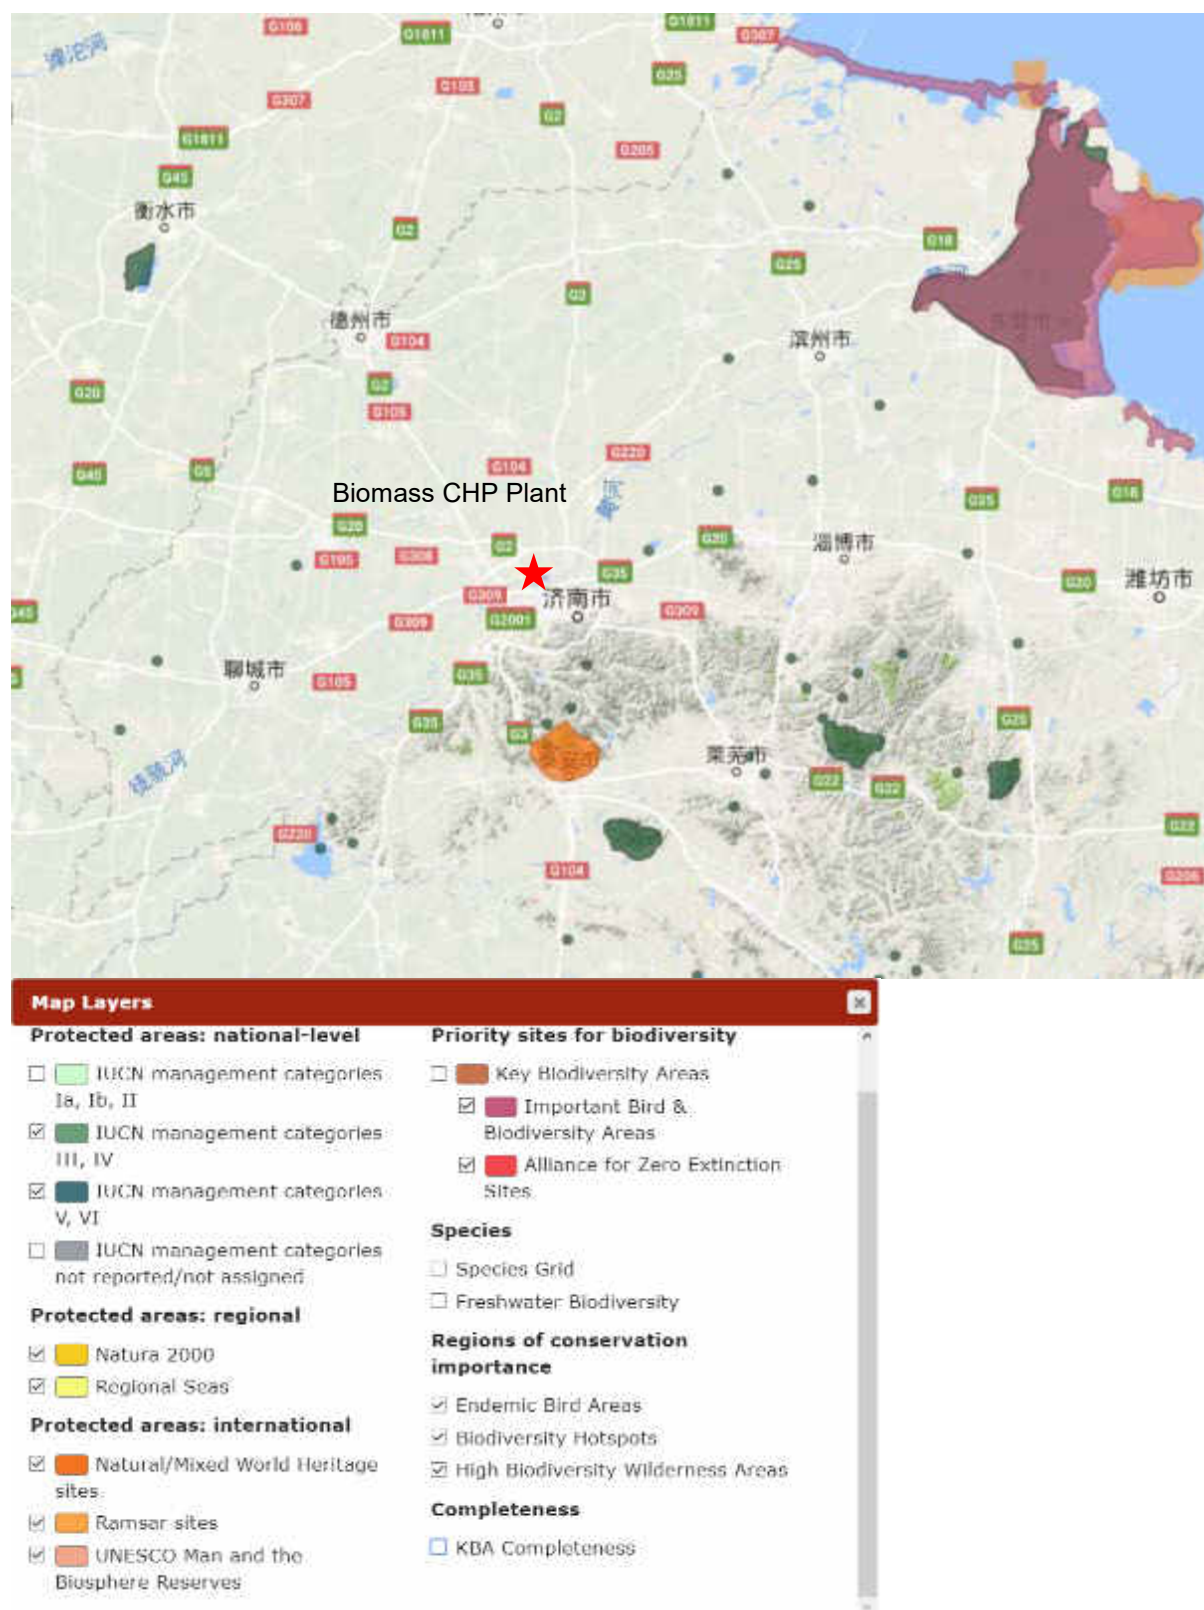 G106
G1811
G1811
G307
滹沱河
G25
G105
G307
G2
G1811
G205
G45
衡水市
G2
G18
G25
G2
德州市
G104
滨州市
G2
G20
G105
G220
G104
G45
Biomass CHP Plant
G18
G25
G20
G20
淄博市
G2
G105
G308
G35
G20
潍坊市
G309
济南市
G309
G2001
G309
聊城市
G35
G105
G35
G3
G25
莱芜市
G22
G22
G220
G22
G104
G206
G25
Map Layers
Protected areas: national-level
IUCN management categories
Ia, Ib, II
IUCN management categories
III, IV
IUCN management categories
V, VI
IUCN management categories
not reported/not assigned
Protected areas: regional
Natura 2000
Regional Seas
Protected areas: international
Natural/Mixed World Heritage
sites
Ramsar sites
UNESCO Man and the
Biosphere Reserves
Priority sites for biodiversity
Key Biodiversity Areas
Important Bird &
Biodiversity Areas
Alliance for Zero Extinction
Sites
Species
Species Grid
Freshwater Biodiversity
Regions of conservation
importance
Endemic Bird Areas
Biodiversity Hotspots
High Biodiversity Wilderness Areas
Completeness
KBA Completeness